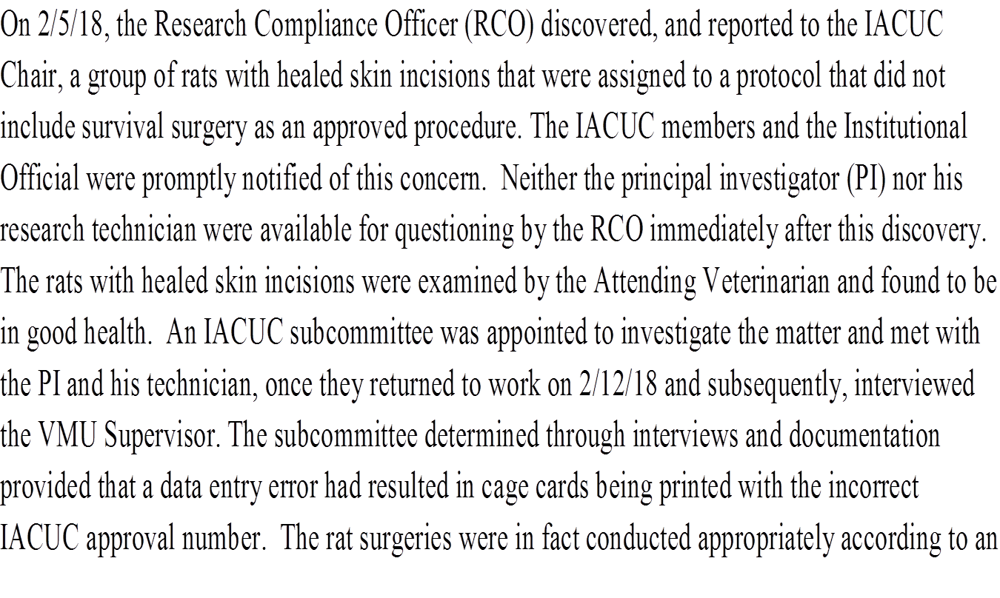 On 2/5/18, the Research Compliance Officer (RCO) discovered, and reported to the IACUC
Chair, a group of rats with healed skin incisions that were assigned to a protocol that did not
include survival surgery as an approved procedure. The IACUC members and the Institutional
Official were promptly notified of this concern.  Neither the principal investigator (PI) nor his
research technician were available for questioning by the RCO immediately after this discovery.
The rats with healed skin incisions were examined by the Attending Veterinarian and found to be
in good health.  An IACUC subcommittee was appointed to investigate the matter and met with
the PI and his technician, once they returned to work on 2/12/18 and subsequently, interviewed
the VMU Supervisor. The subcommittee determined through interviews and documentation
provided that a data entry error had resulted in cage cards being printed with the incorrect
IACUC approval number.  The rat surgeries were in fact conducted appropriately according to an